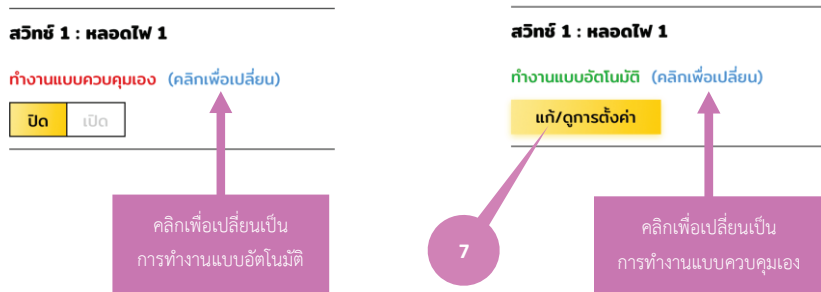 สวิทช์ 1 : หลอดไฟ 1
ทำงานแบบควบคุมเอง (คลิกเพื่อเปลี่ยน)
ปิด เปิด
คลิกเพื่อเปลี่ยนเป็น
การทำงานแบบอัตโนมัติ
สวิทช์ 1 : หลอดไฟ 1
ทำงานแบบอัตโนมัติ (คลิกเพื่อเปลี่ยน)
แก้/ดูการตั้งค่า
7
คลิกเพื่อเปลี่ยนเป็น
การทำงานแบบควบคุมเอง